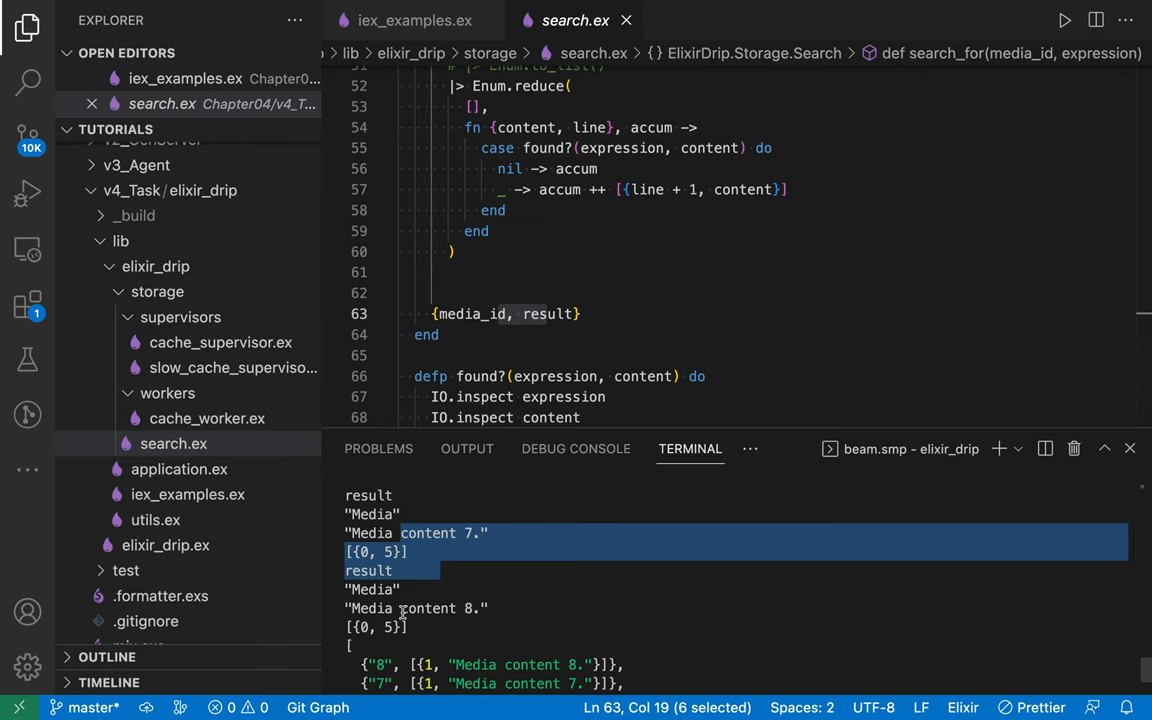 EXPLORER
OPEN EDITORS
iex_examples.ex Chapter0...
search.ex Chapter04/v4_T...
TUTORIALS
v3_Agent
v4_Task/elixir_drip
_build
lib
elixir_drip
storage
supervisors
cache_supervisor.ex
slow_cache_superviso...
workers
cache_worker.ex
search.ex
application.ex
iex_examples.ex
utils.ex
elixir_drip.ex
test
.formatter.exs
.gitignore
OUTLINE
TIMELINE
10K
1
iex_examples.ex
search.ex
lib > elixir_drip > storage > search.ex > {} ElixirDrip.Storage.Search > def search_for(media_id, expression)
51 # |> Enum.to_list()
52 |> Enum.reduce(
53 [],
54 fn {content, line}, accum ->
55 case found?(expression, content) do
56 nil -> accum
57 _ -> accum ++ [{line + 1, content}]
58 end
59 end
60 )
61
62
63 {media_id, result}
64 end
65
66 defp found?(expression, content) do
67 IO.inspect expression
68 IO.inspect content
PROBLEMS OUTPUT DEBUG CONSOLE TERMINAL beam.smp - elixir_drip
result
"Media"
"Media content 7."
[{0, 5}]
result
"Media"
"Media content 8."
[{0, 5}]
[
{"8", [{1, "Media content 8."}]},
{"7", [{1, "Media content 7."}]},
master* 0 0 Git Graph Ln 63, Col 19 (6 selected) Spaces: 2 UTF-8 LF Elixir Prettier